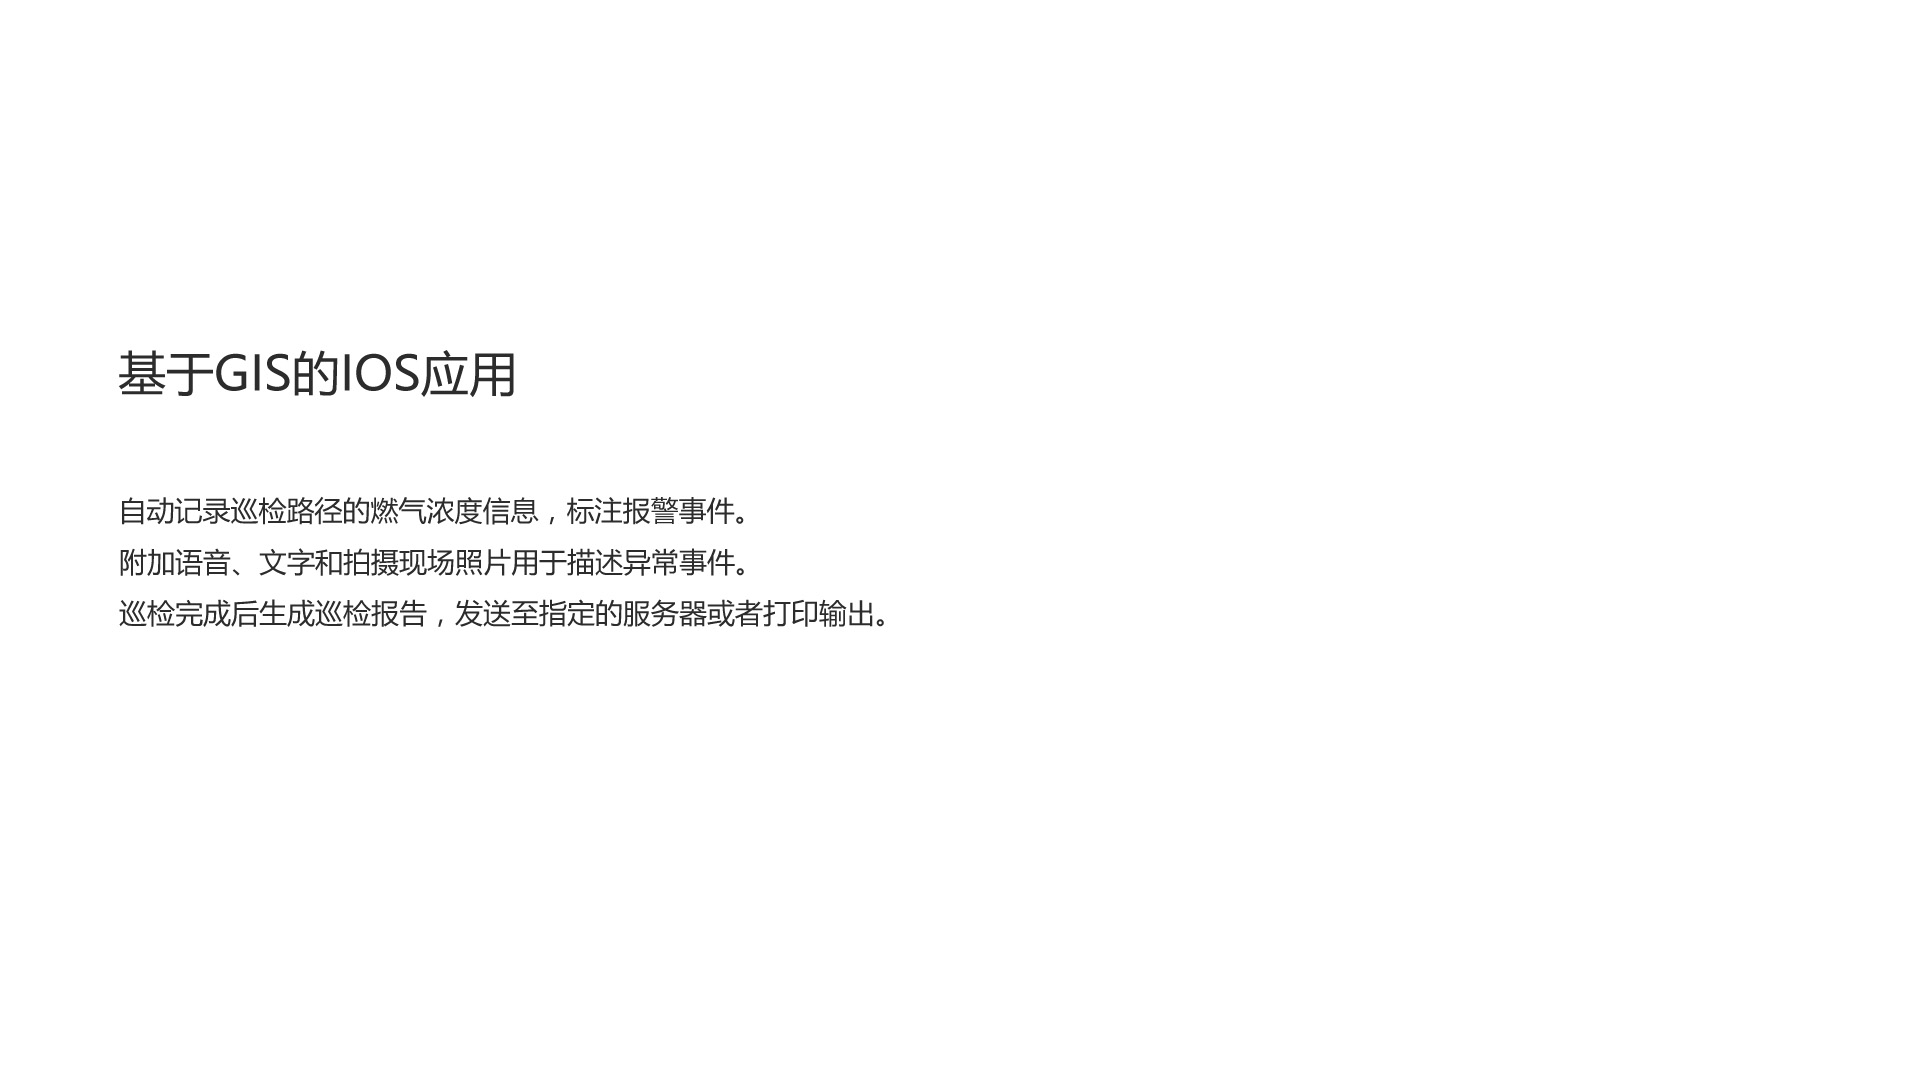 基于GIS的IOS应用
自动记录巡检路径的燃气浓度信息，标注报警事件。
附加语音、文字和拍摄现场照片用于描述异常事件。
巡检完成后生成巡检报告，发送至指定的服务器或者打印输出。